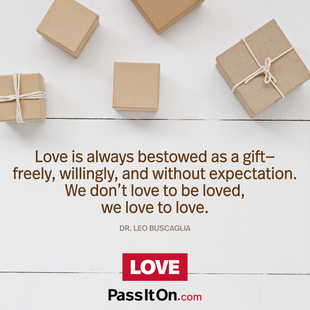 Love is always bestowed as a gift–
freely, willingly, and without expectation.
We don't love to be loved,
we love to love.
DR. LEO BUSCAGLIA
LOVE
PassItOn.com